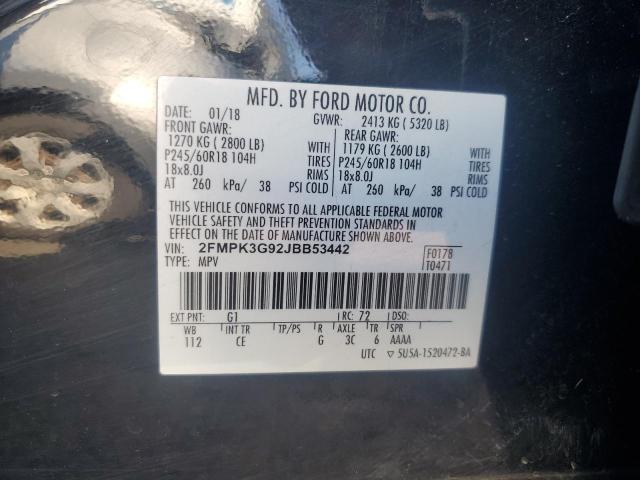 MFD. BY FORD MOTOR CO.
DATE: 01/18 GVWR: 2413 KG ( 5320 LB)
FRONT GAWR: REAR GAWR:
1270 KG ( 2800 LB) WITH 1179 KG ( 2600 LB) WITH
P245/60R18 104H TIRES P245/60R18 104H TIRES
18x8.0J RIMS 18x8.0J RIMS
AT 260 kPa/ 38 PSI COLD AT 260 kPa/ 38 PSI COLD
THIS VEHICLE CONFORMS TO ALL APPLICABLE FEDERAL MOTOR
VEHICLE SAFETY AND THEFT PREVENTION STANDARDS
IN EFFECT ON THE DATE OF MANUFACTURE SHOWN ABOVE.
VIN: 2FMPK3G92JBB53442 F0178
TYPE: MPV T0471
EXT PNT: G1 RC: 72 DSO:
WB INT TR TP/PS R AXLE TR SPR
112 CE G 3C 6 AAAA
UTC ▽5U5A-1520472-BA